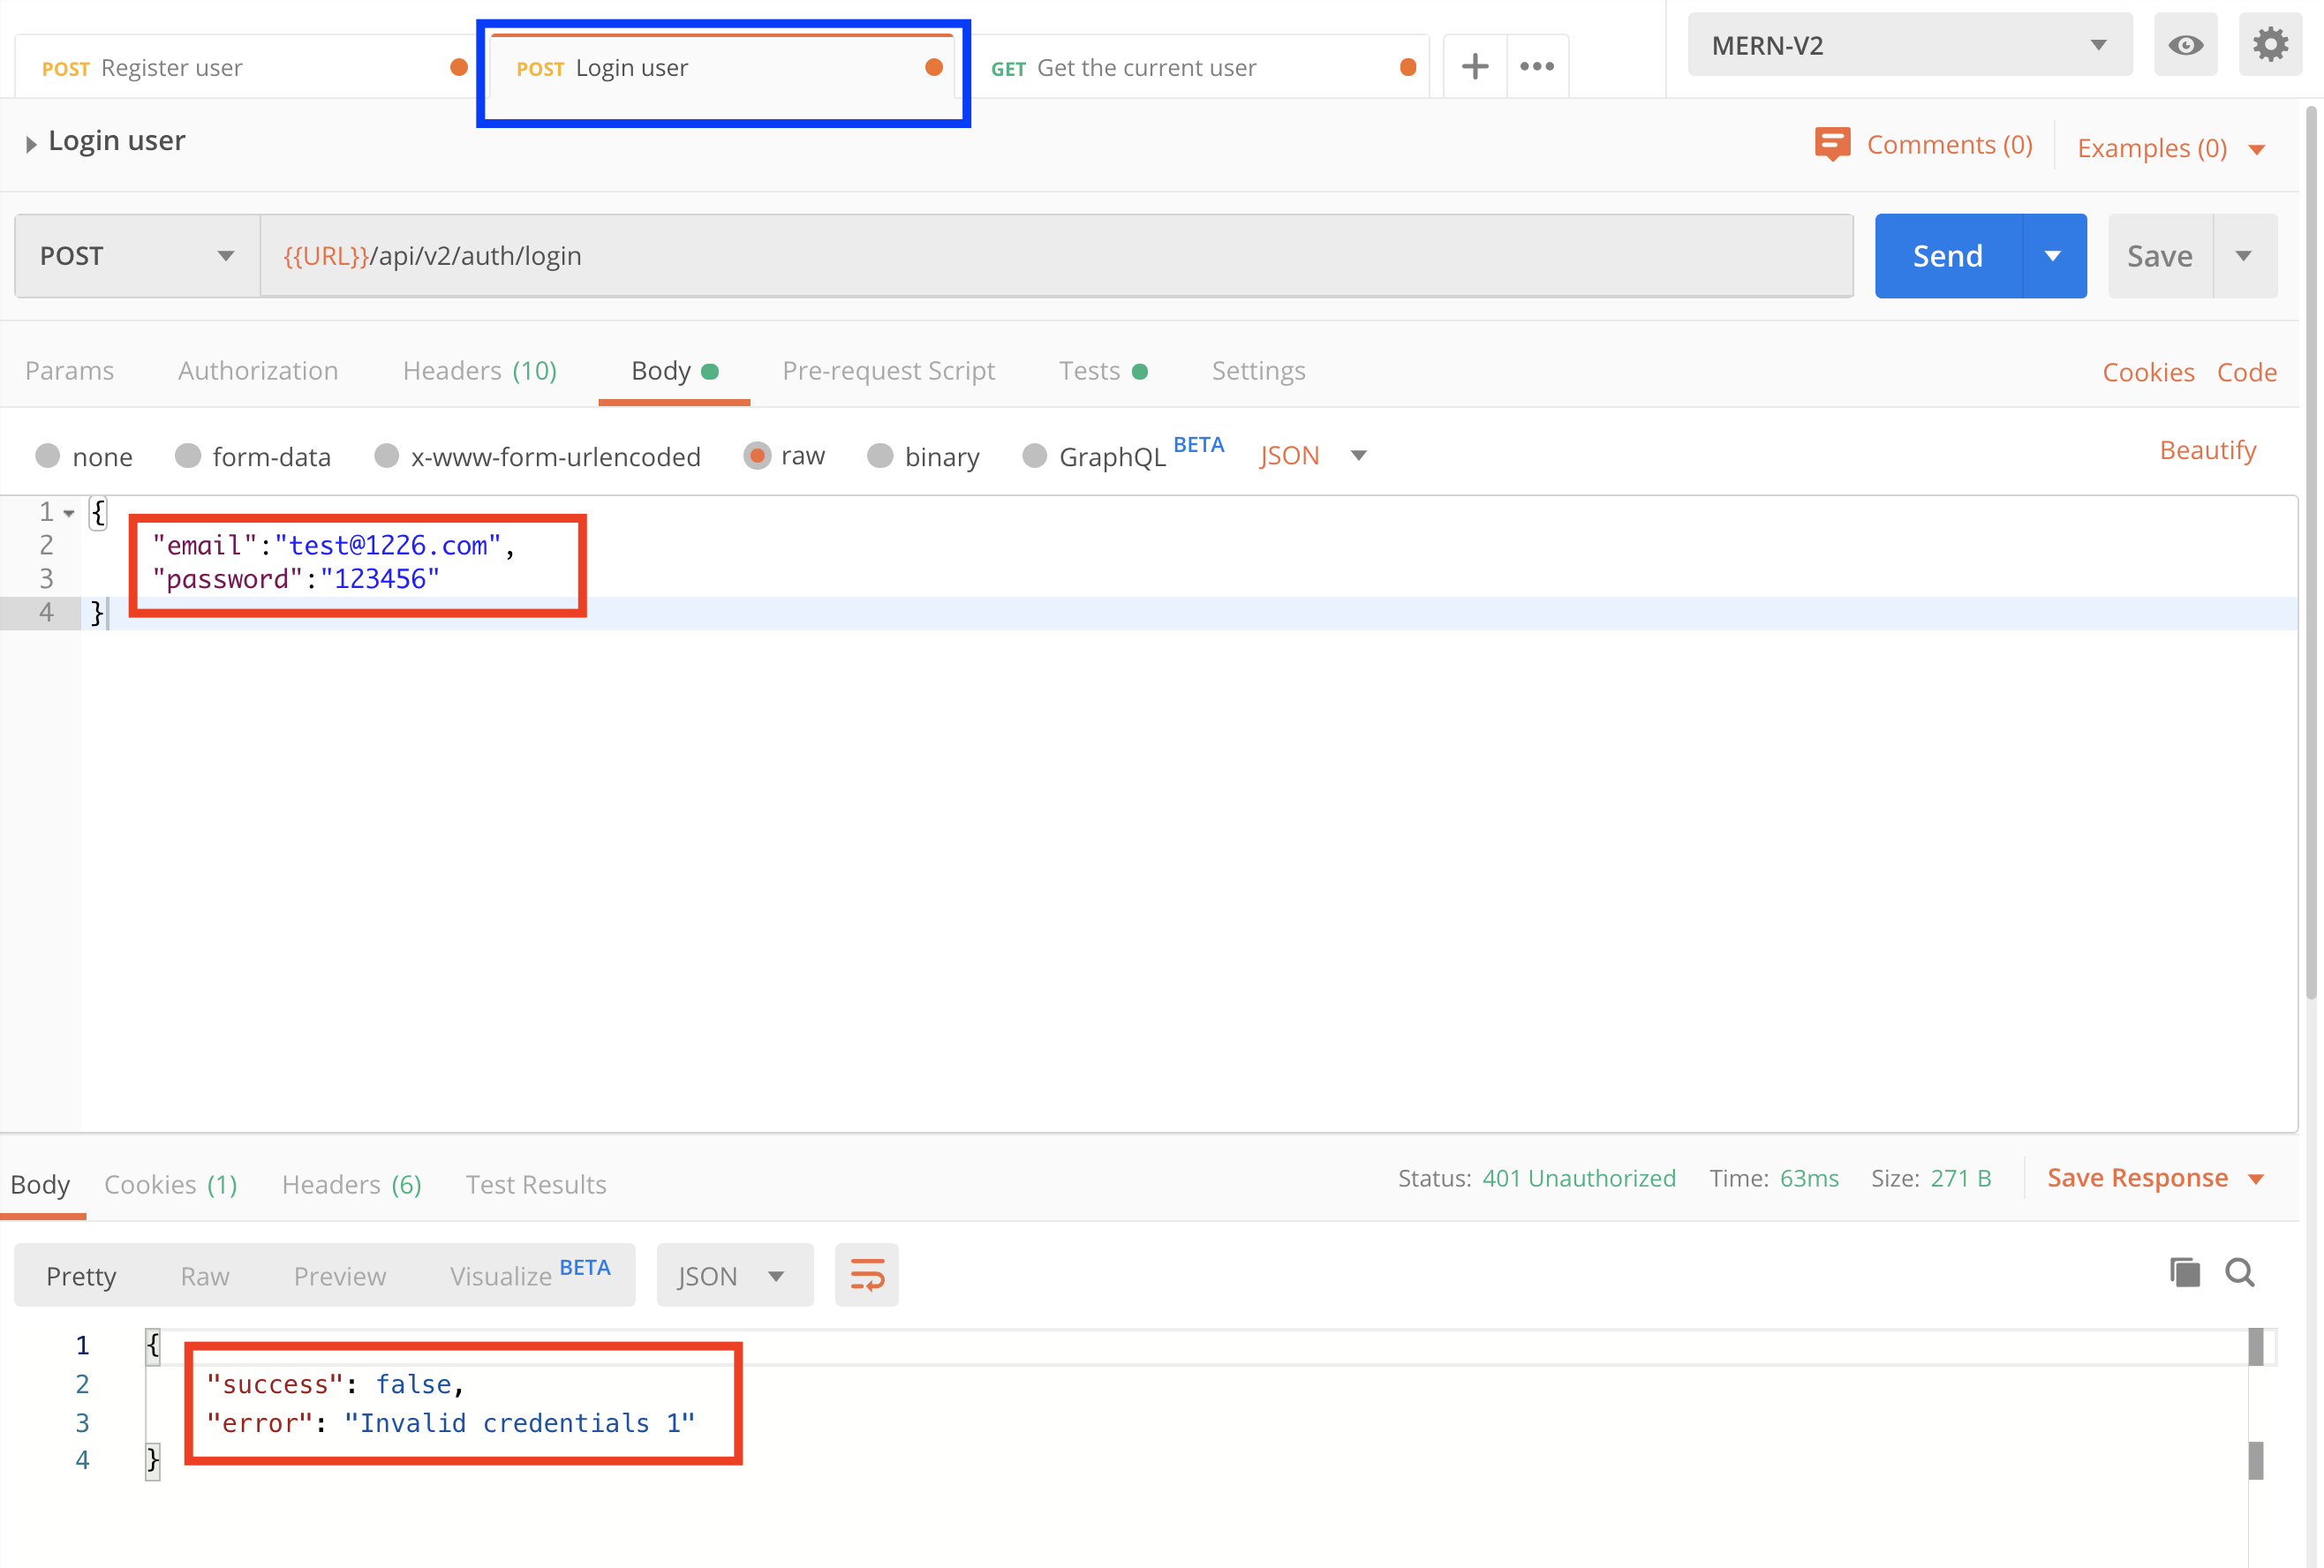 POST Register user POST Login user GET Get the current user MERN-V2
Login user Comments (0) Examples (0)
POST {{URL}}/api/v2/auth/login Send Save
Params Authorization Headers (10) Body Pre-request Script Tests Settings Cookies Code
none form-data x-www-form-urlencoded raw binary GraphQL BETA JSON Beautify
1 {
2 "email":"test@1226.com",
3 "password":"123456"
4 }
Body Cookies (1) Headers (6) Test Results Status: 401 Unauthorized Time: 63ms Size: 271 B Save Response
Pretty Raw Preview Visualize BETA JSON
1 {
2 "success": false,
3 "error": "Invalid credentials 1"
4 }